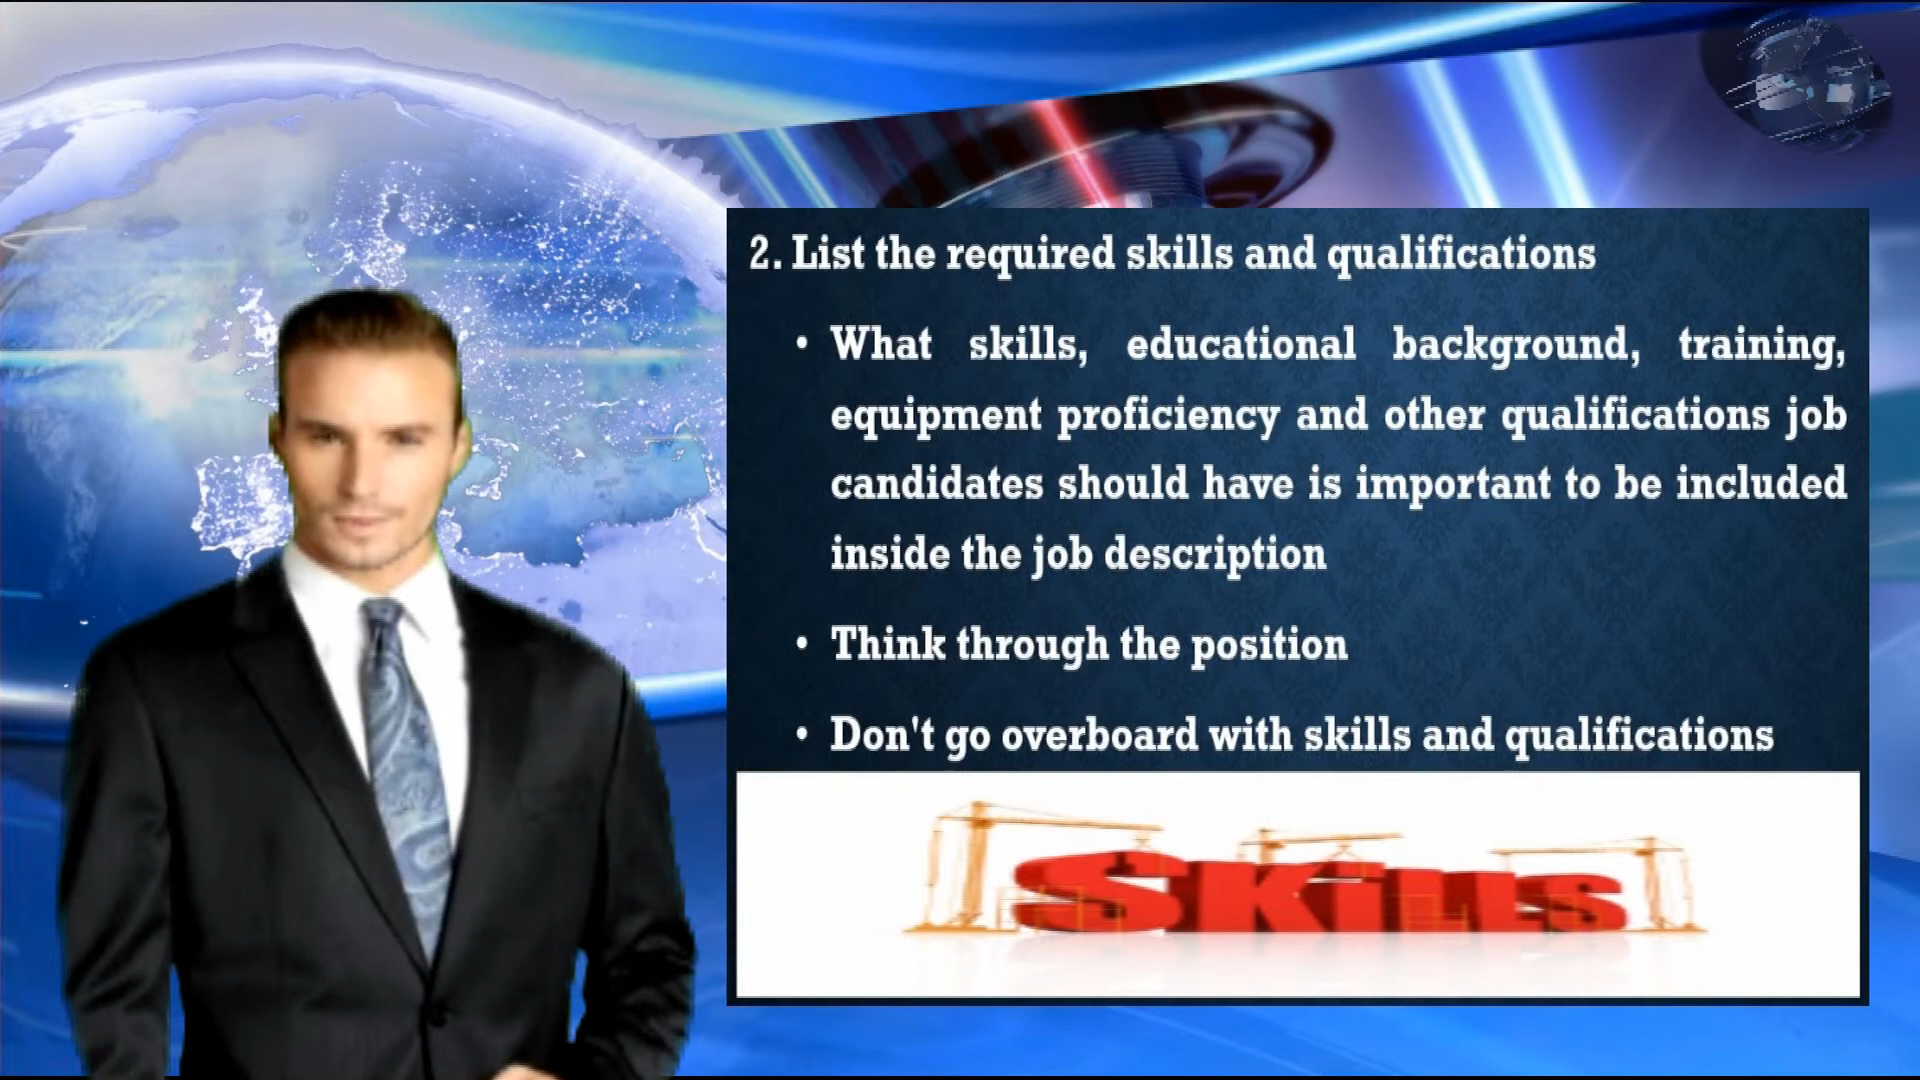 2. List the required skills and qualifications
• What skills, educational background, training,
equipment proficiency and other qualifications job
candidates should have is important to be included
inside the job description
• Think through the position
• Don't go overboard with skills and qualifications
SKiLLS